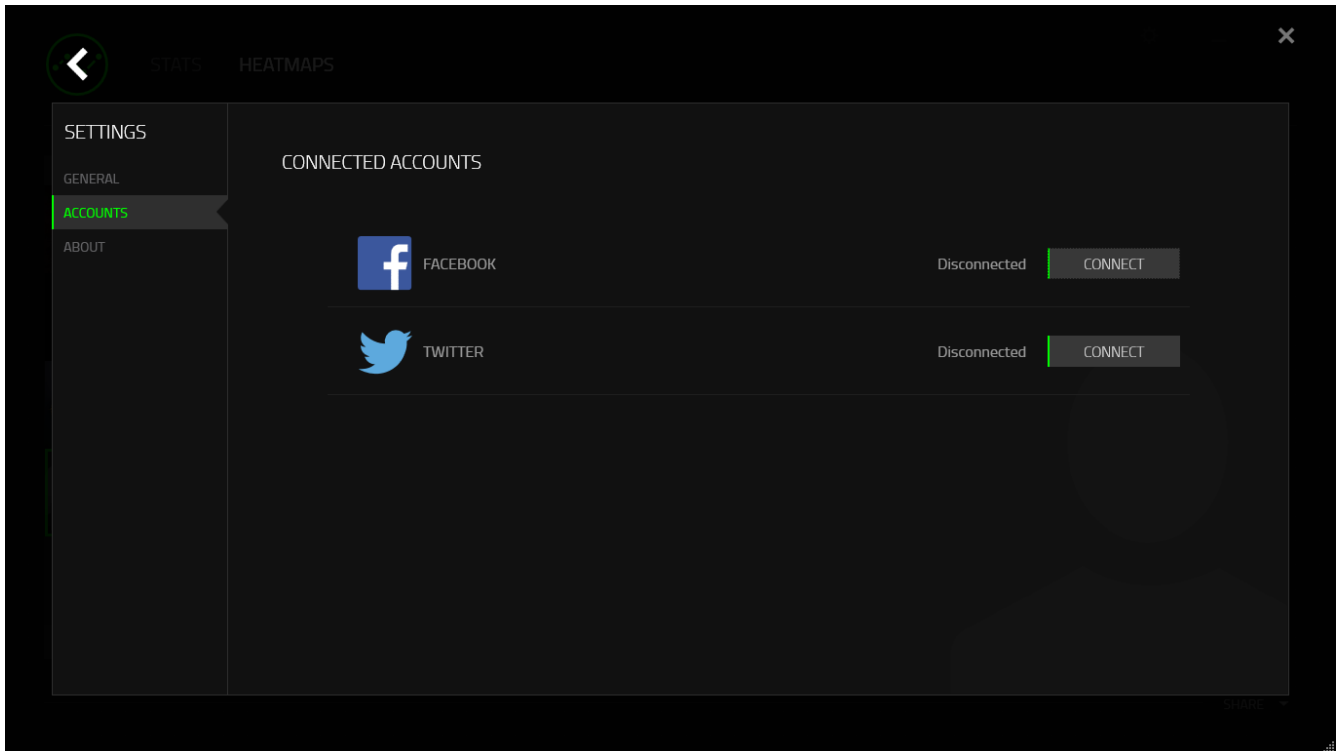 STATS HEATMAPS
SETTINGS
GENERAL
ACCOUNTS
ABOUT
CONNECTED ACCOUNTS
FACEBOOK Disconnected CONNECT
TWITTER Disconnected CONNECT
SHARE